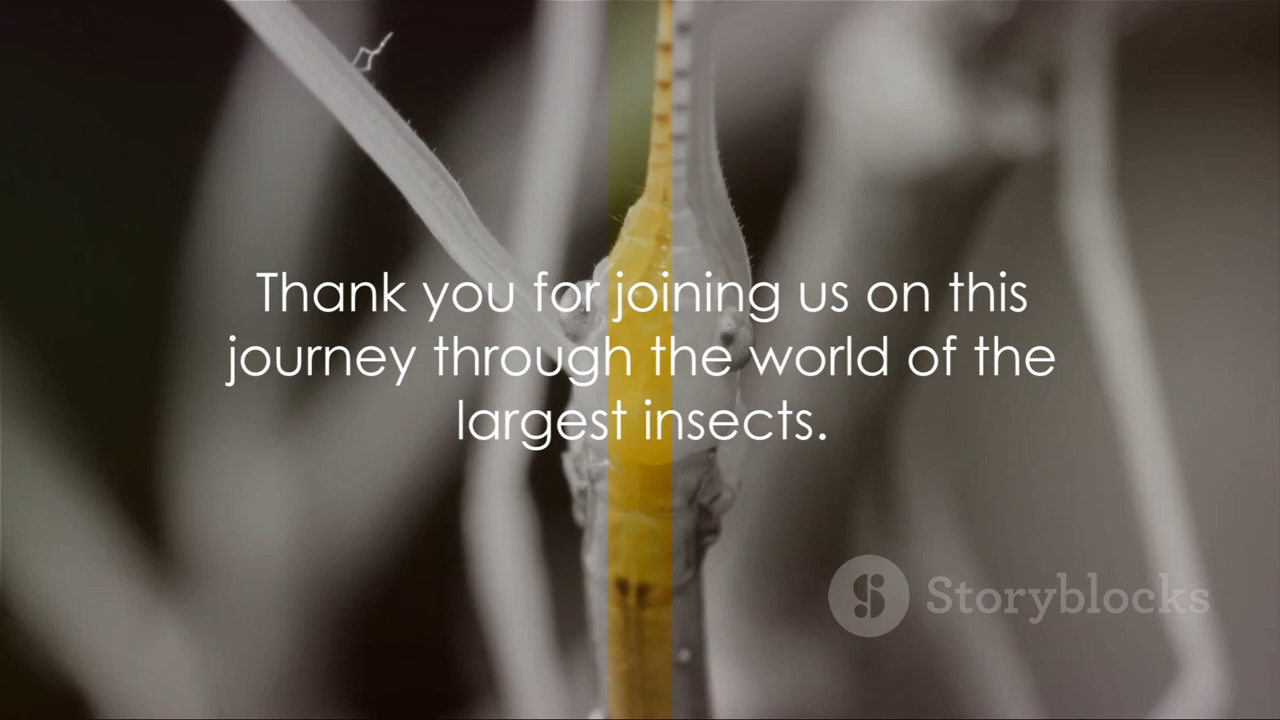 Thank you for joining us on this
journey through the world of the
largest insects.
Storyblocks